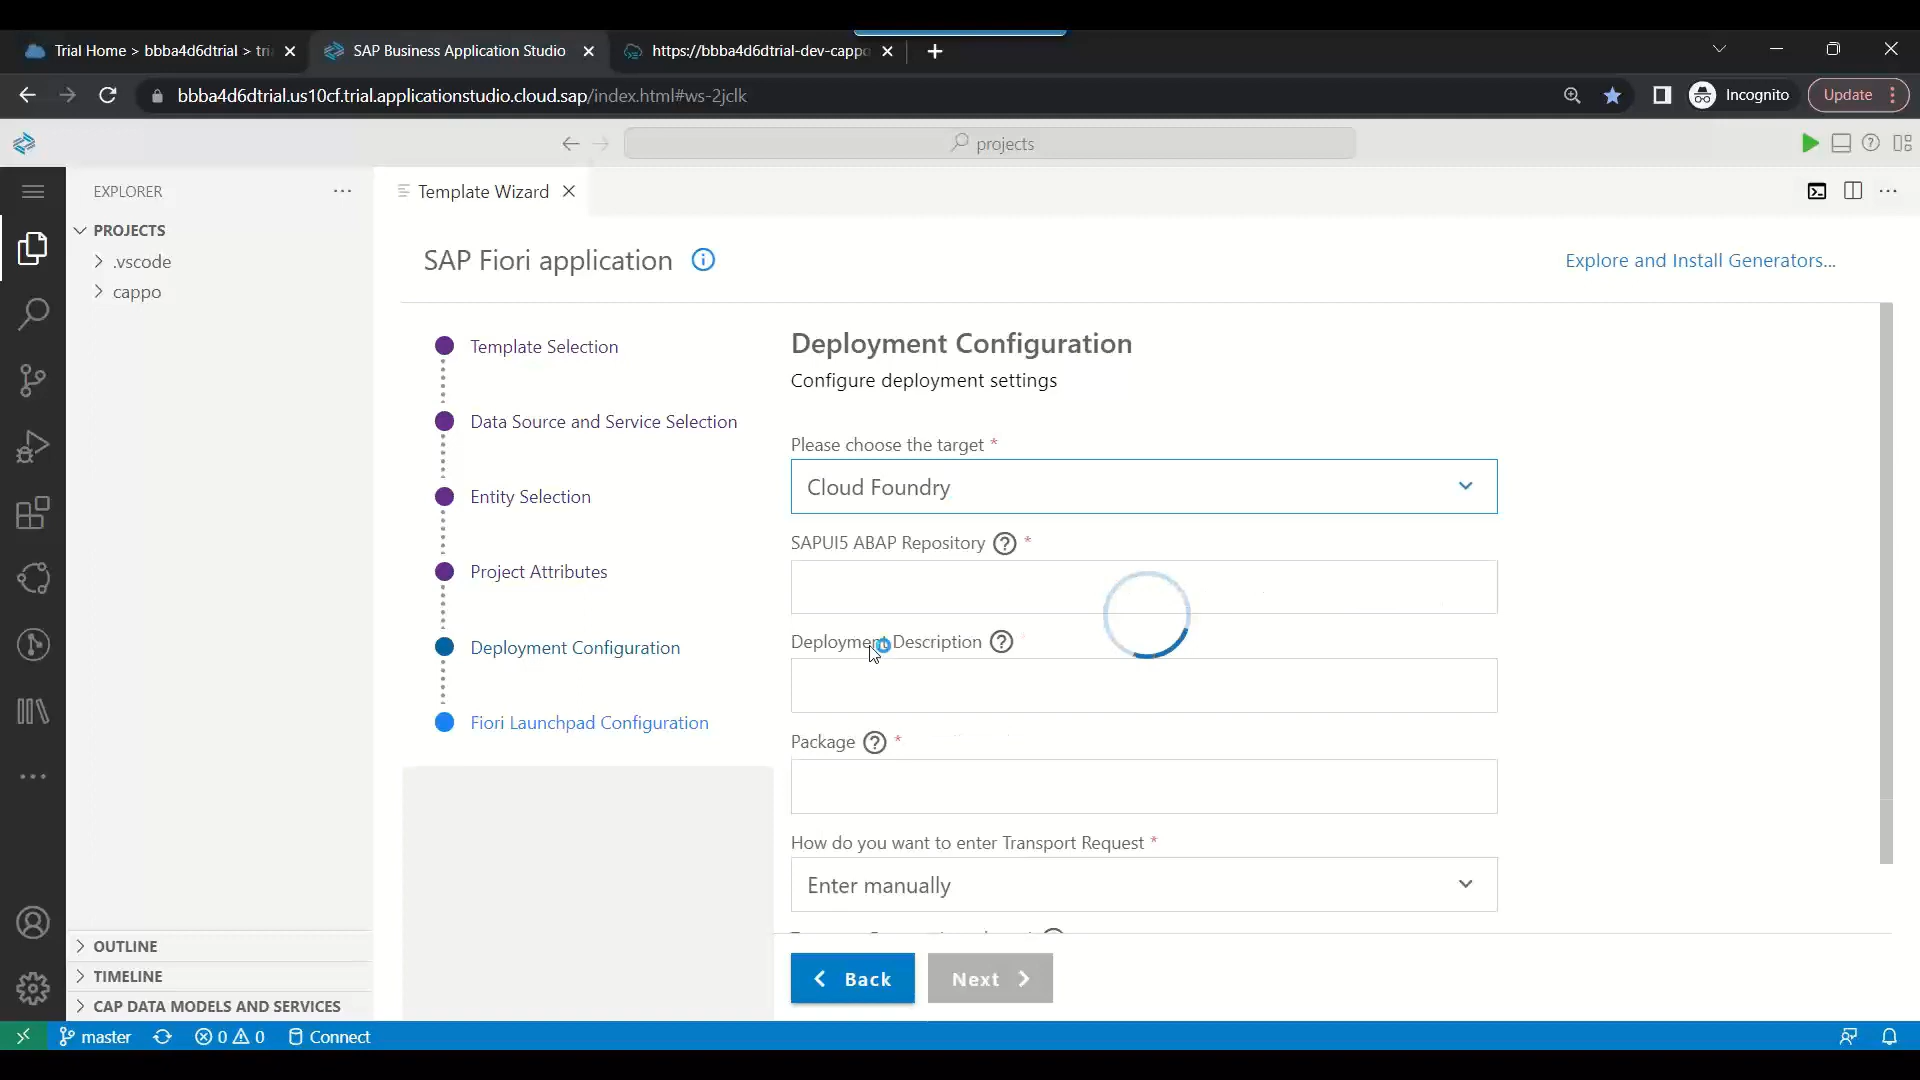 Trial Home > bbba4d6dtrial > tri
SAP Business Application Studio
https://bbba4d6dtrial-dev-cappo
bbba4d6dtrial.us10cf.trial.applicationstudio.cloud.sap/index.html#ws-2jclk
Incognito
Update
projects
EXPLORER
Template Wizard
PROJECTS
.vscode
cappo
SAP Fiori application
Explore and Install Generators...
Template Selection
Data Source and Service Selection
Entity Selection
Project Attributes
Deployment Configuration
Fiori Launchpad Configuration
Deployment Configuration
Configure deployment settings
Please choose the target *
Cloud Foundry
SAPUI5 ABAP Repository ? *
Deployment Description ?
Package ? *
How do you want to enter Transport Request *
Enter manually
Back
Next
OUTLINE
TIMELINE
CAP DATA MODELS AND SERVICES
master
0 0
Connect